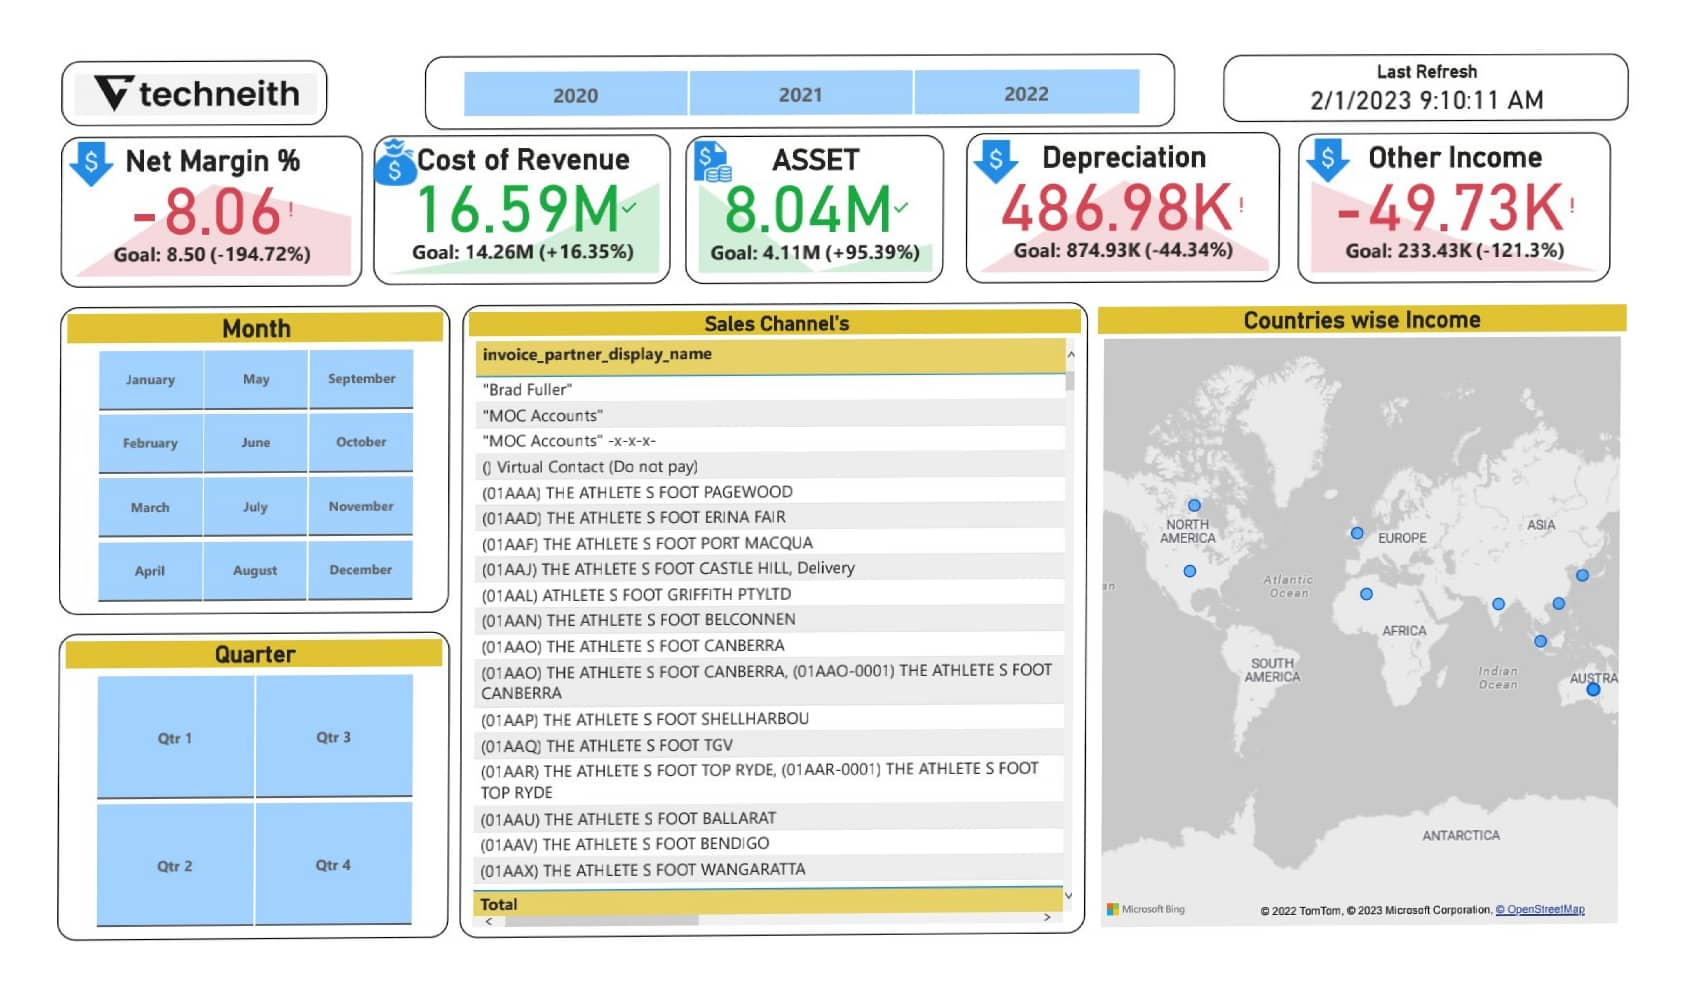 techneith
2020
2021
2022
Last Refresh
2/1/2023 9:10:11 AM
Net Margin %
-8.06!
Goal: 8.50 (-194.72%)
Cost of Revenue
16.59M✓
Goal: 14.26M (+16.35%)
ASSET
8.04M✓
Goal: 4.11M (+95.39%)
Depreciation
486.98K!
Goal: 874.93K (-44.34%)
Other Income
-49.73K!
Goal: 233.43K (-121.3%)
Month
January
May
September
February
June
October
March
July
November
April
August
December
Quarter
Qtr 1
Qtr 3
Qtr 2
Qtr 4
Sales Channel's
invoice_partner_display_name
"Brad Fuller"
"MOC Accounts"
"MOC Accounts" -x-x-x-
() Virtual Contact (Do not pay)
(01AAA) THE ATHLETE S FOOT PAGEWOOD
(01AAD) THE ATHLETE S FOOT ERINA FAIR
(01AAF) THE ATHLETE S FOOT PORT MACQUA
(01AAJ) THE ATHLETE S FOOT CASTLE HILL, Delivery
(01AAL) ATHLETE S FOOT GRIFFITH PTYLTD
(01AAN) THE ATHLETE S FOOT BELCONNEN
(01AAO) THE ATHLETE S FOOT CANBERRA
(01AAO) THE ATHLETE S FOOT CANBERRA, (01AAO-0001) THE ATHLETE S FOOT
CANBERRA
(01AAP) THE ATHLETE S FOOT SHELLHARBOU
(01AAQ) THE ATHLETE S FOOT TGV
(01AAR) THE ATHLETE S FOOT TOP RYDE, (01AAR-0001) THE ATHLETE S FOOT
TOP RYDE
(01AAU) THE ATHLETE S FOOT BALLARAT
(01AAV) THE ATHLETE S FOOT BENDIGO
(01AAX) THE ATHLETE S FOOT WANGARATTA
Total
Countries wise Income
NORTH
AMERICA
EUROPE
ASIA
an
Atlantic
Ocean
AFRICA
SOUTH
AMERICA
Indian
Ocean
AUSTRA
ANTARCTICA
Microsoft Bing
© 2022 TomTom, © 2023 Microsoft Corporation, © OpenStreetMap